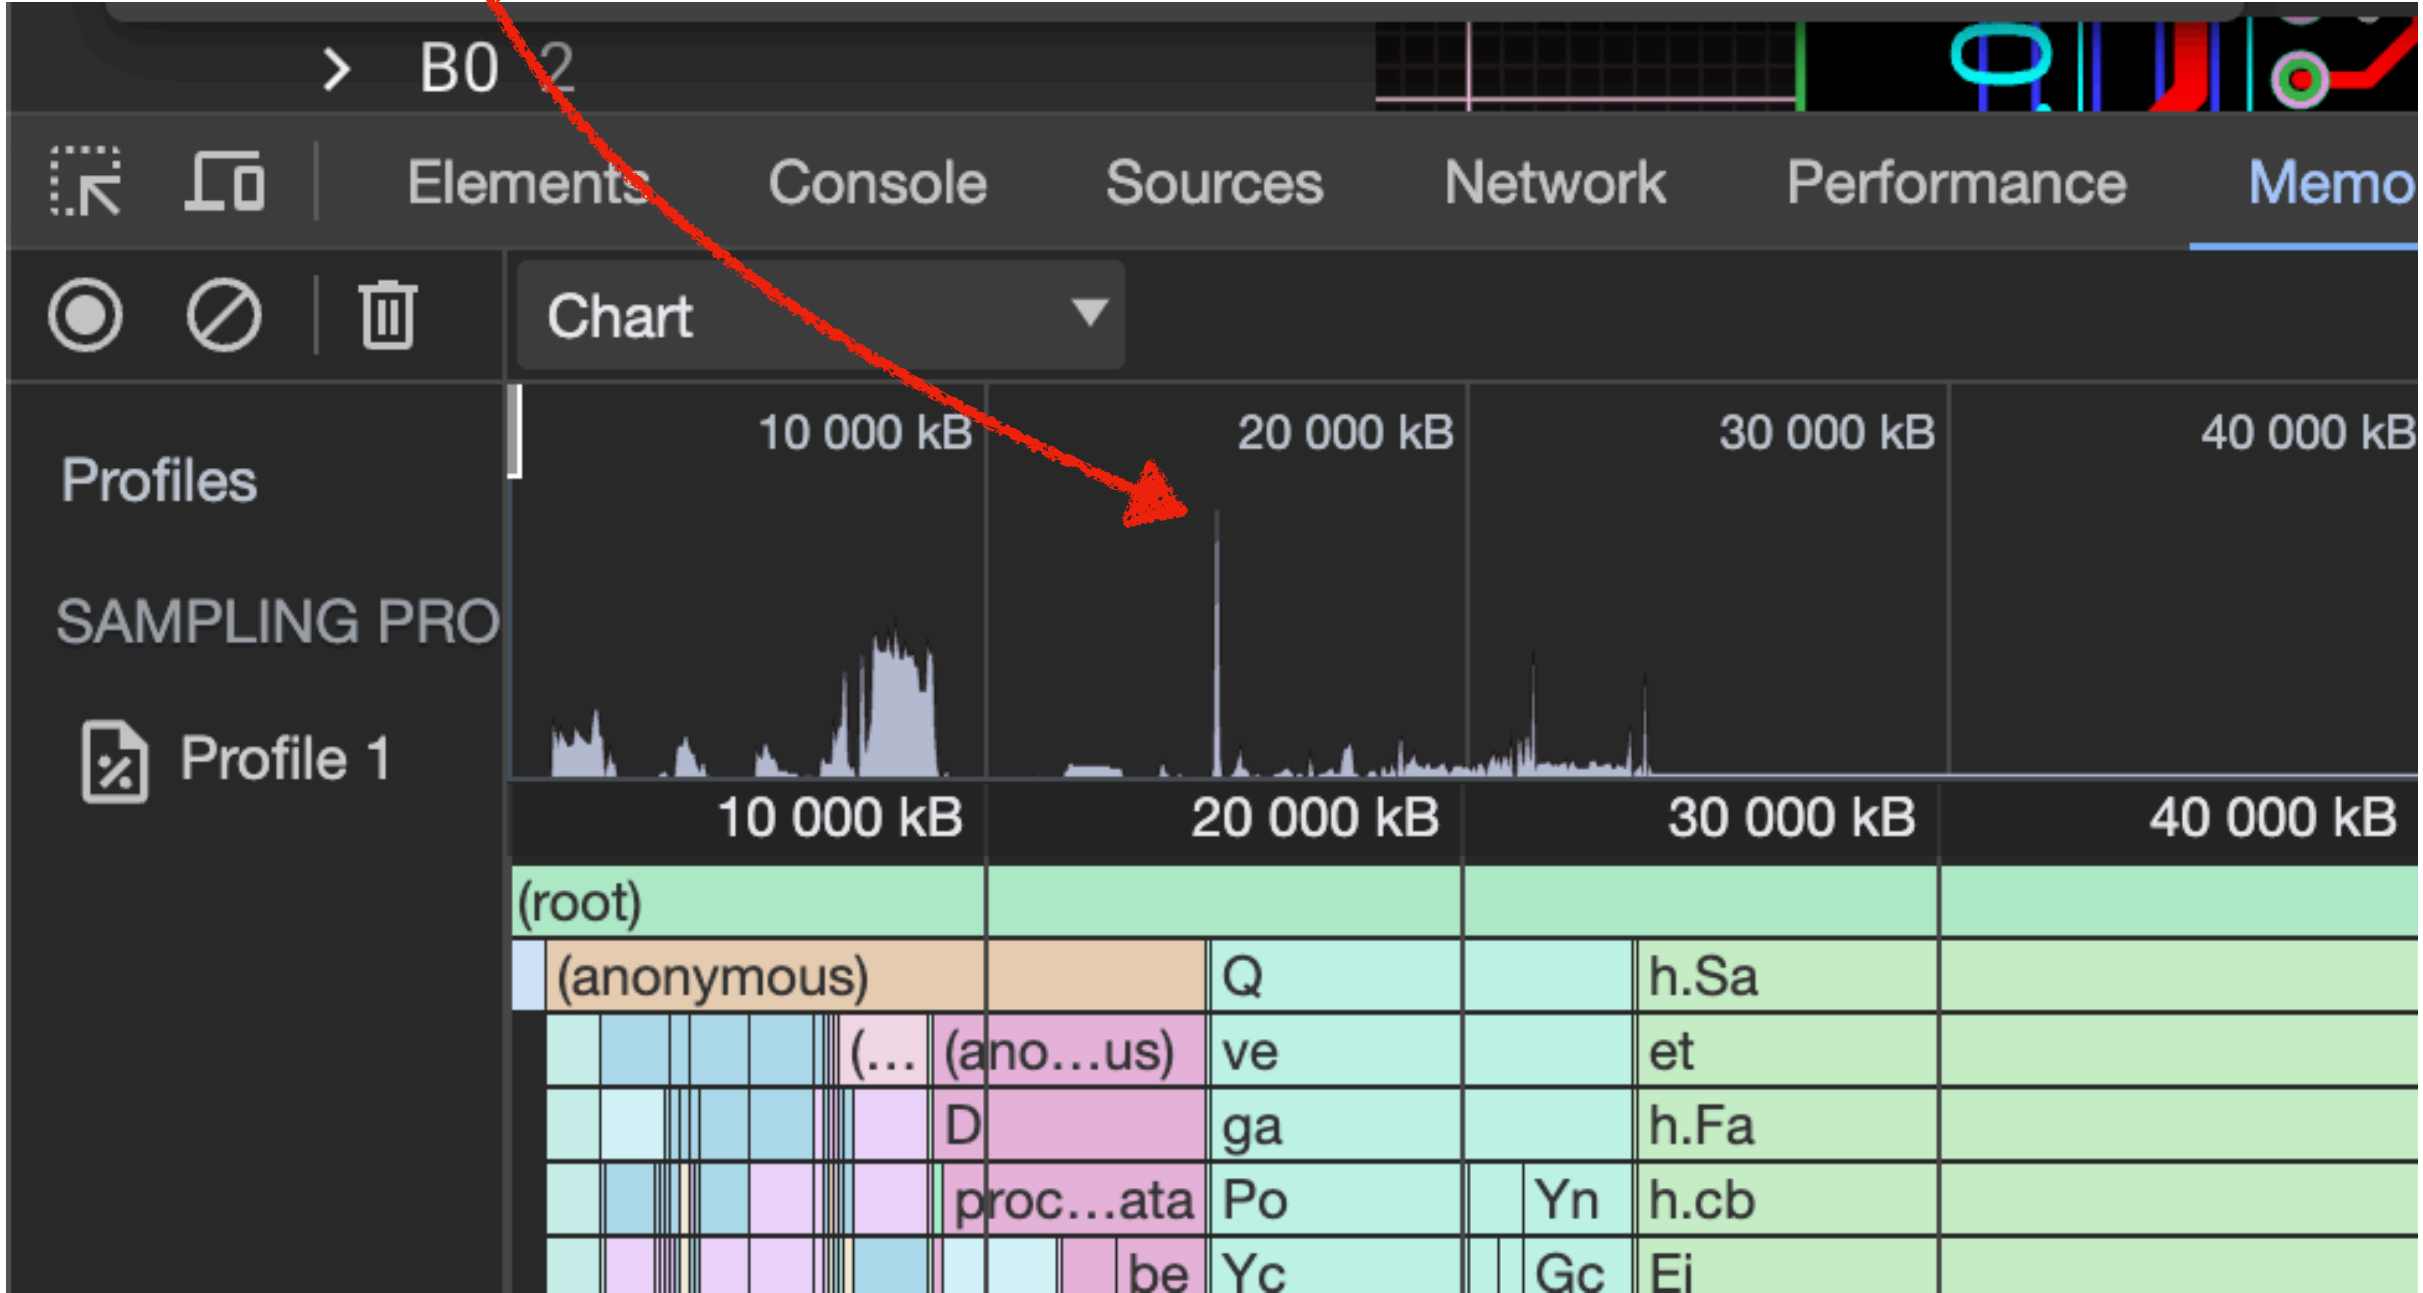 B0 2
Elements Console Sources Network Performance Memo
Chart
10 000 kB 20 000 kB 30 000 kB 40 000 kB
Profiles
SAMPLING PRO
Profile 1
10 000 kB 20 000 kB 30 000 kB 40 000 kB
(root)
(anonymous) Q h.Sa
(... (ano...us) ve et
D ga h.Fa
proc...ata Po Yn h.cb
be Yc Gc Ei